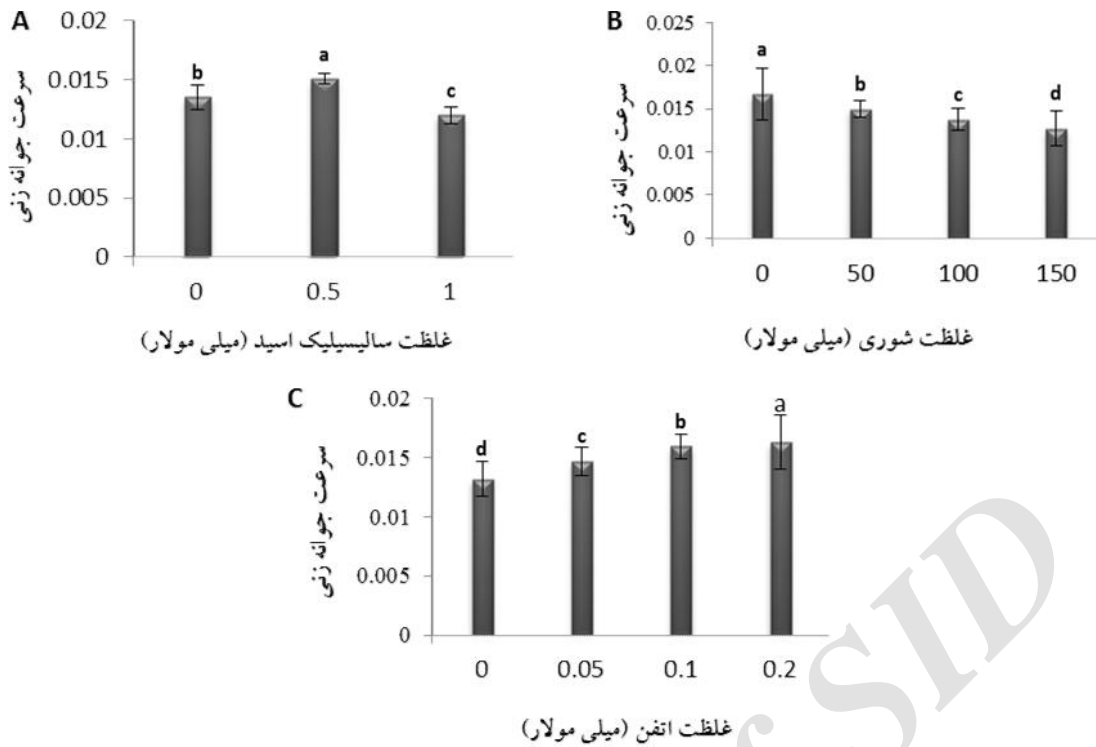 A
سرعت جوانه زنی
0.02
0.015
0.01
0.005
0
b
a
c
0
0.5
1
غلظت سالیسیلیک اسید (میلی مولار)
B
سرعت جوانه زنی
0.025
0.02
0.015
0.01
0.005
0
a
b
c
d
0
50
100
150
غلظت شوری (میلی مولار)
C
سرعت جوانه زنی
0.02
0.015
0.01
0.005
0
d
c
b
a
0
0.05
0.1
0.2
غلظت اتفن (میلی مولار)
f SID